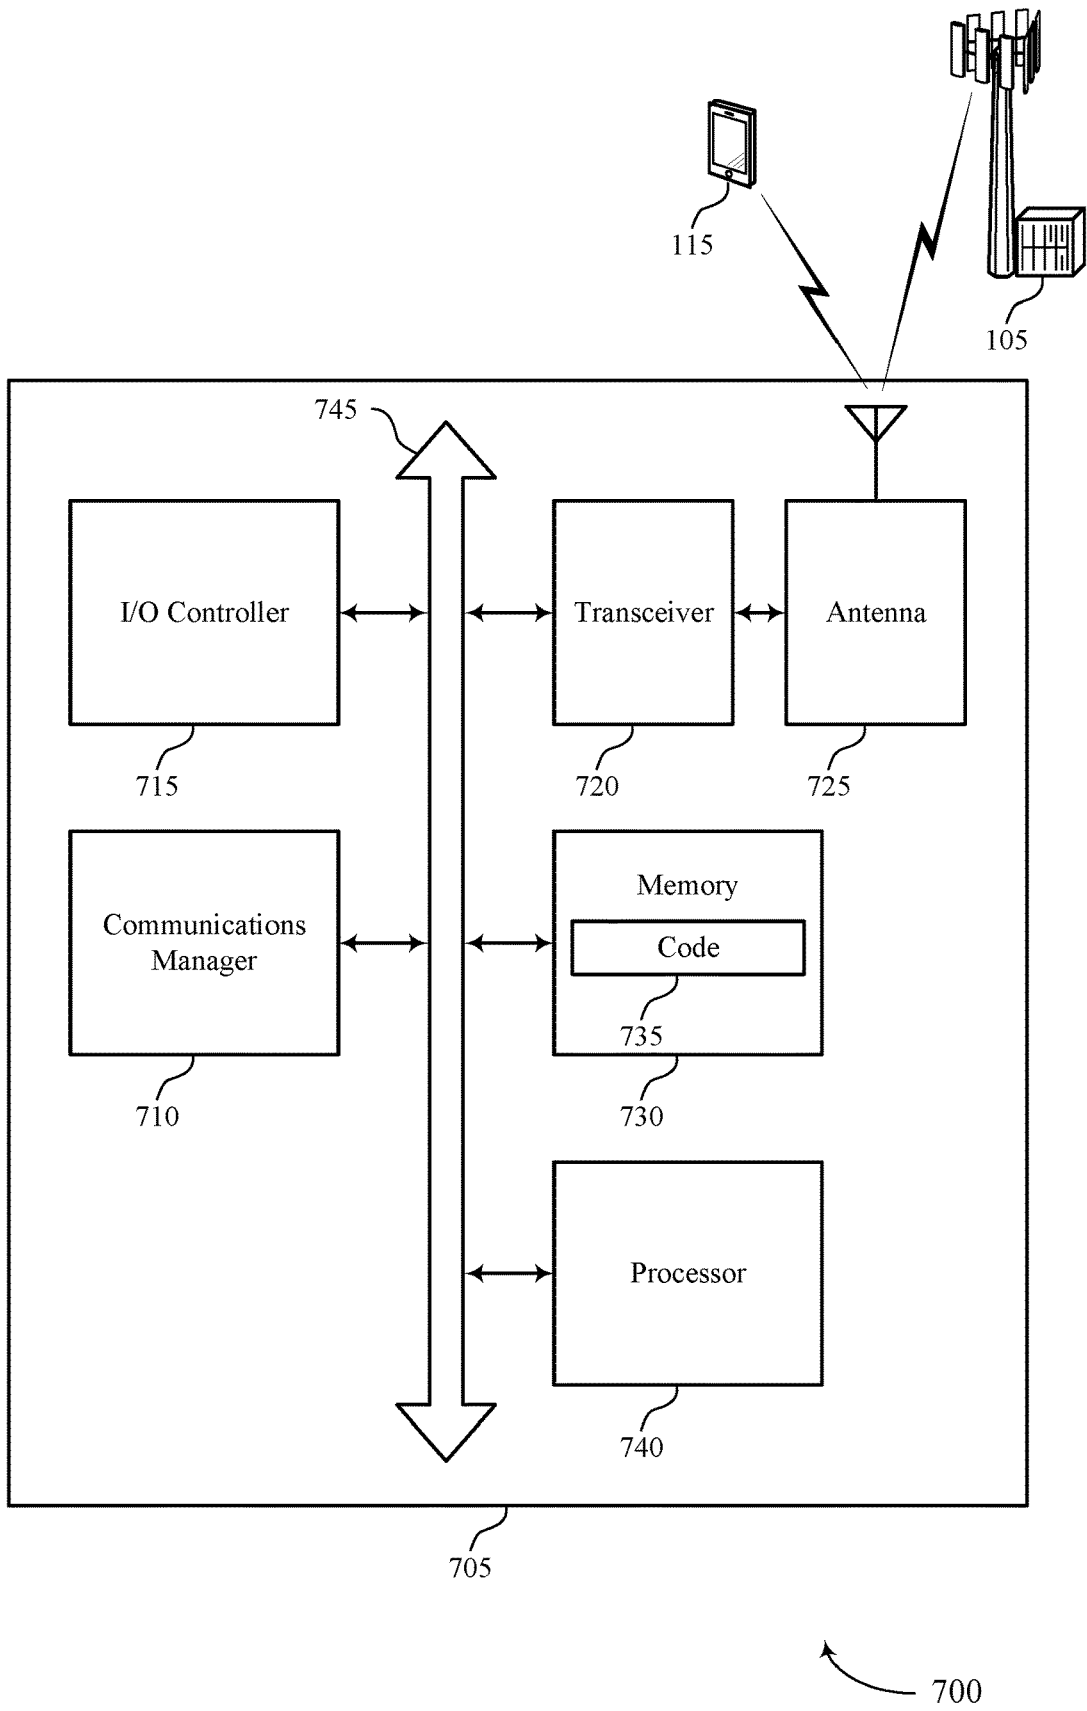 115
105
745
I/O Controller
Transceiver
Antenna
715
720
725
Communications
Manager
Memory
Code
735
710
730
Processor
740
705
700